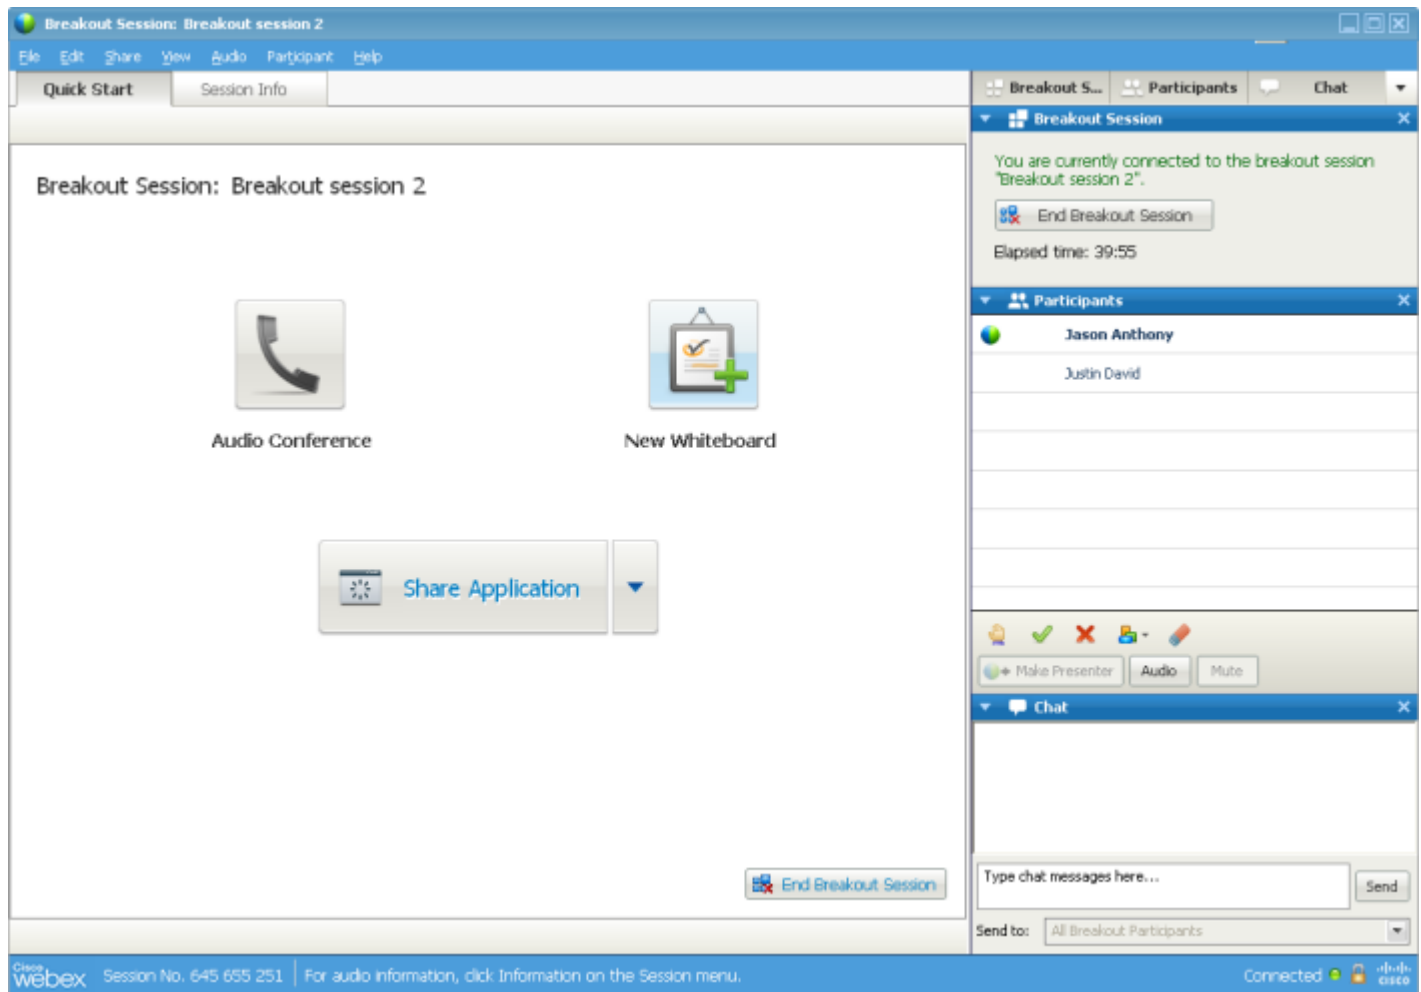 Breakout Session: Breakout session 2
File Edit Share View Audio Participant Help
Quick Start Session Info
Breakout Session: Breakout session 2
Audio Conference
New Whiteboard
Share Application
End Breakout Session
Breakout S... Participants Chat
Breakout Session
You are currently connected to the breakout session
"Breakout session 2".
End Breakout Session
Elapsed time: 39:55
Participants
Jason Anthony
Justin David
Make Presenter Audio Mute
Chat
Type chat messages here...
Send
Send to: All Breakout Participants
Cisco
webex Session No. 645 655 251 For audio information, click Information on the Session menu.
Connected
cisco